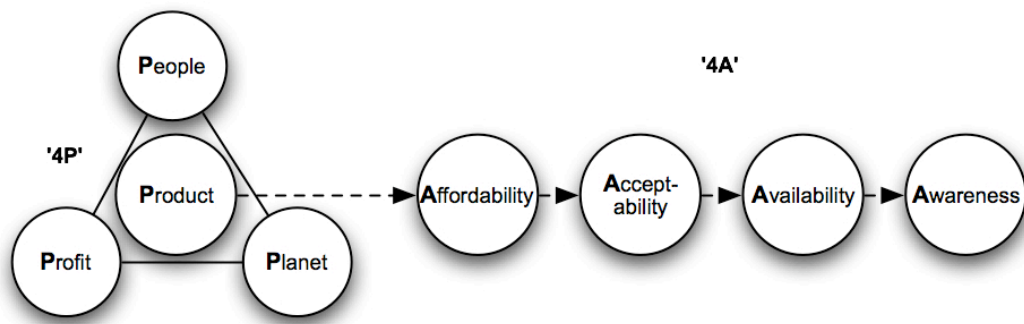 People
'4A'
'4P'
Product
Affordability
Accept-
ability
Availability
Awareness
Profit
Planet